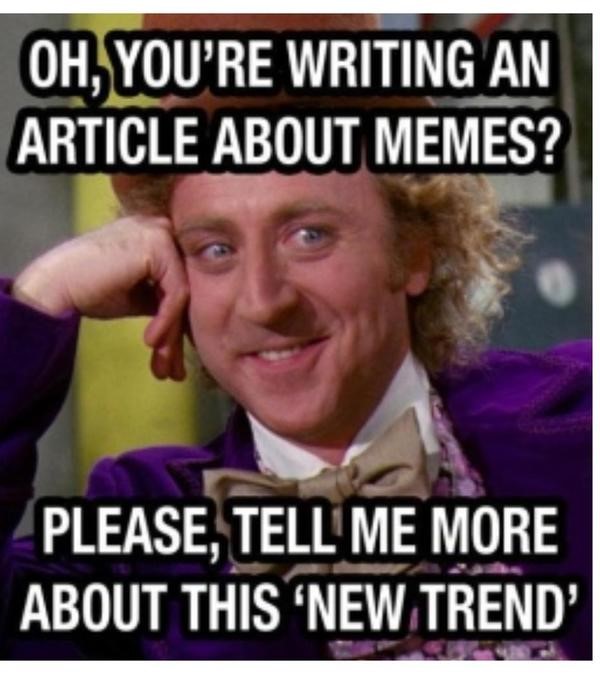 OH, YOU'RE WRITING AN
ARTICLE ABOUT MEMES?
PLEASE, TELL ME MORE
ABOUT THIS 'NEW TREND'